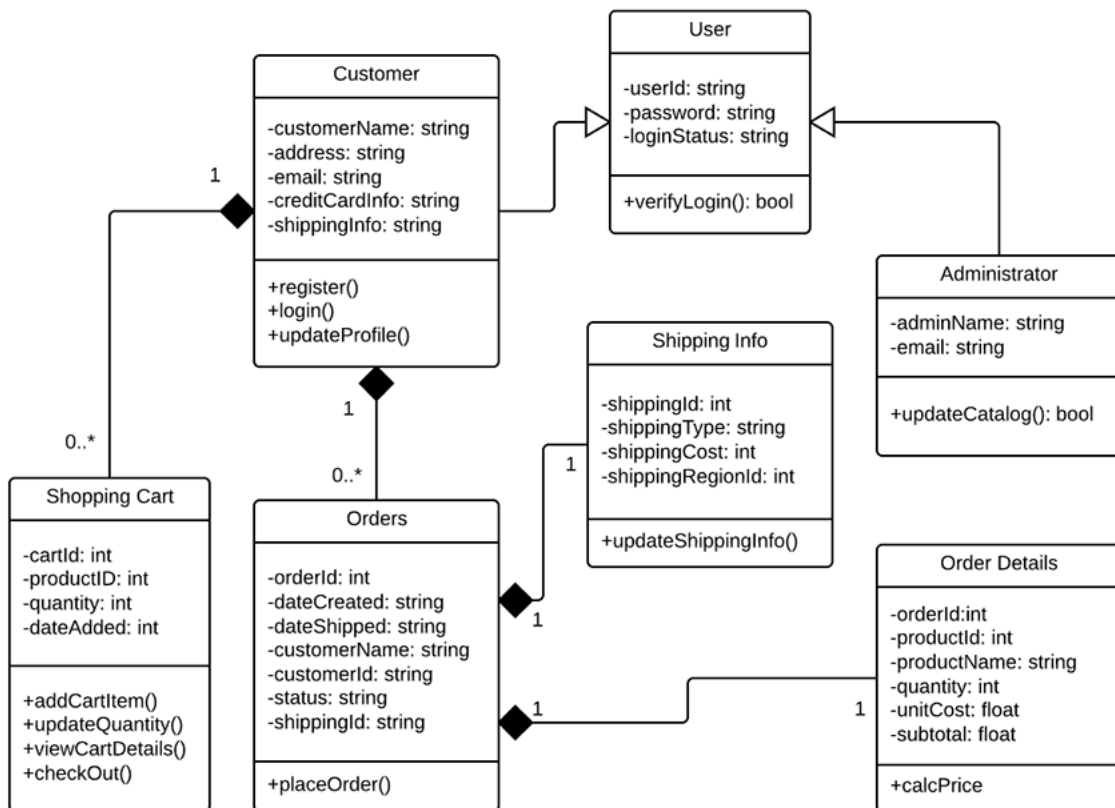 User
-userId: string
-password: string
-loginStatus: string
+verifyLogin(): bool
Customer
-customerName: string
-address: string
-email: string
-creditCardInfo: string
-shippingInfo: string
+register()
+login()
+updateProfile()
1
0..*
1
0..*
Administrator
-adminName: string
-email: string
+updateCatalog(): bool
Shipping Info
-shippingId: int
-shippingType: string
-shippingCost: int
-shippingRegionId: int
+updateShippingInfo()
1
1
Shopping Cart
-cartId: int
-productID: int
-quantity: int
-dateAdded: int
+addCartItem()
+updateQuantity()
+viewCartDetails()
+checkOut()
Orders
-orderId: int
-dateCreated: string
-dateShipped: string
-customerName: string
-customerId: string
-status: string
-shippingId: string
+placeOrder()
1
1
Order Details
-orderId:int
-productId: int
-productName: string
-quantity: int
-unitCost: float
-subtotal: float
+calcPrice